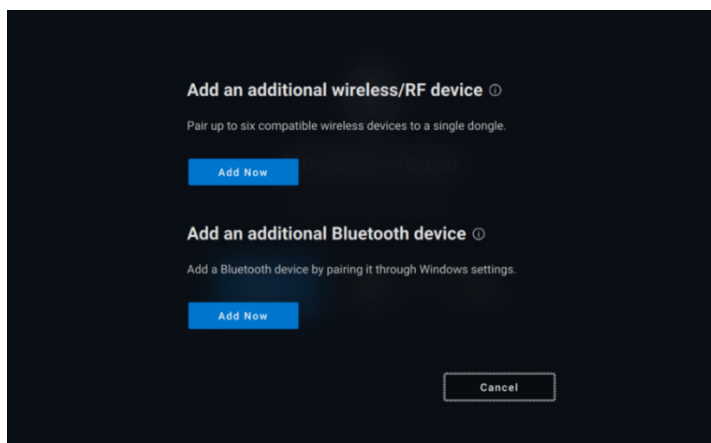 Add an additional wireless/RF device ⓘ
Pair up to six compatible wireless devices to a single dongle.
Add Now
Add an additional Bluetooth device ⓘ
Add a Bluetooth device by pairing it through Windows settings.
Add Now
Cancel